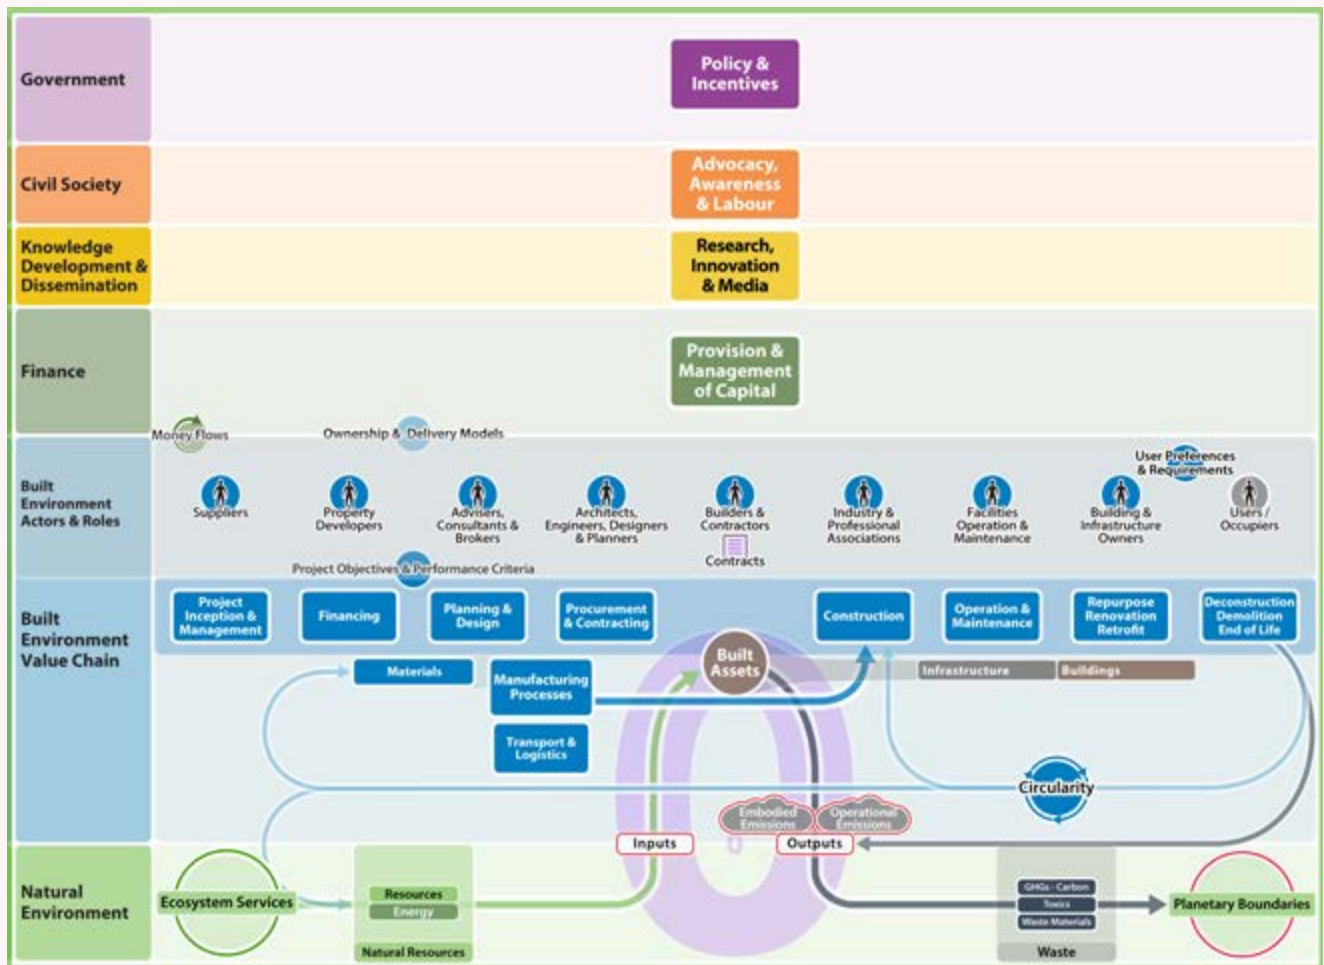 Government
Policy &
Incentives
Civil Society
Advocacy,
Awareness
& Labour
Knowledge
Development &
Dissemination
Research,
Innovation
& Media
Finance
Provision &
Management
of Capital
Money Flows
Ownership & Delivery Models
Built
Environment
Actors & Roles
User Preferences
& Requirements
Suppliers
Property
Developers
Advisers,
Consultants &
Brokers
Architects,
Engineers, Designers
& Planners
Builders &
Contractors
Contracts
Industry &
Professional
Associations
Facilities
Operation &
Maintenance
Building &
Infrastructure
Owners
Users /
Occupiers
Project Objectives & Performance Criteria
Built
Environment
Value Chain
Project
Inception &
Management
Financing
Planning &
Design
Procurement
& Contracting
Construction
Operation &
Maintenance
Repurpose
Renovation
Retrofit
Deconstruction
Demolition
End of Life
Built
Assets
Materials
Manufacturing
Processes
Transport &
Logistics
Infrastructure
Buildings
Circularity
Embodied
Emissions
Operational
Emissions
Inputs
Outputs
Natural
Environment
Ecosystem Services
Resources
Energy
Natural Resources
GHGs - Carbon
Toxics
Waste Materials
Waste
Planetary Boundaries